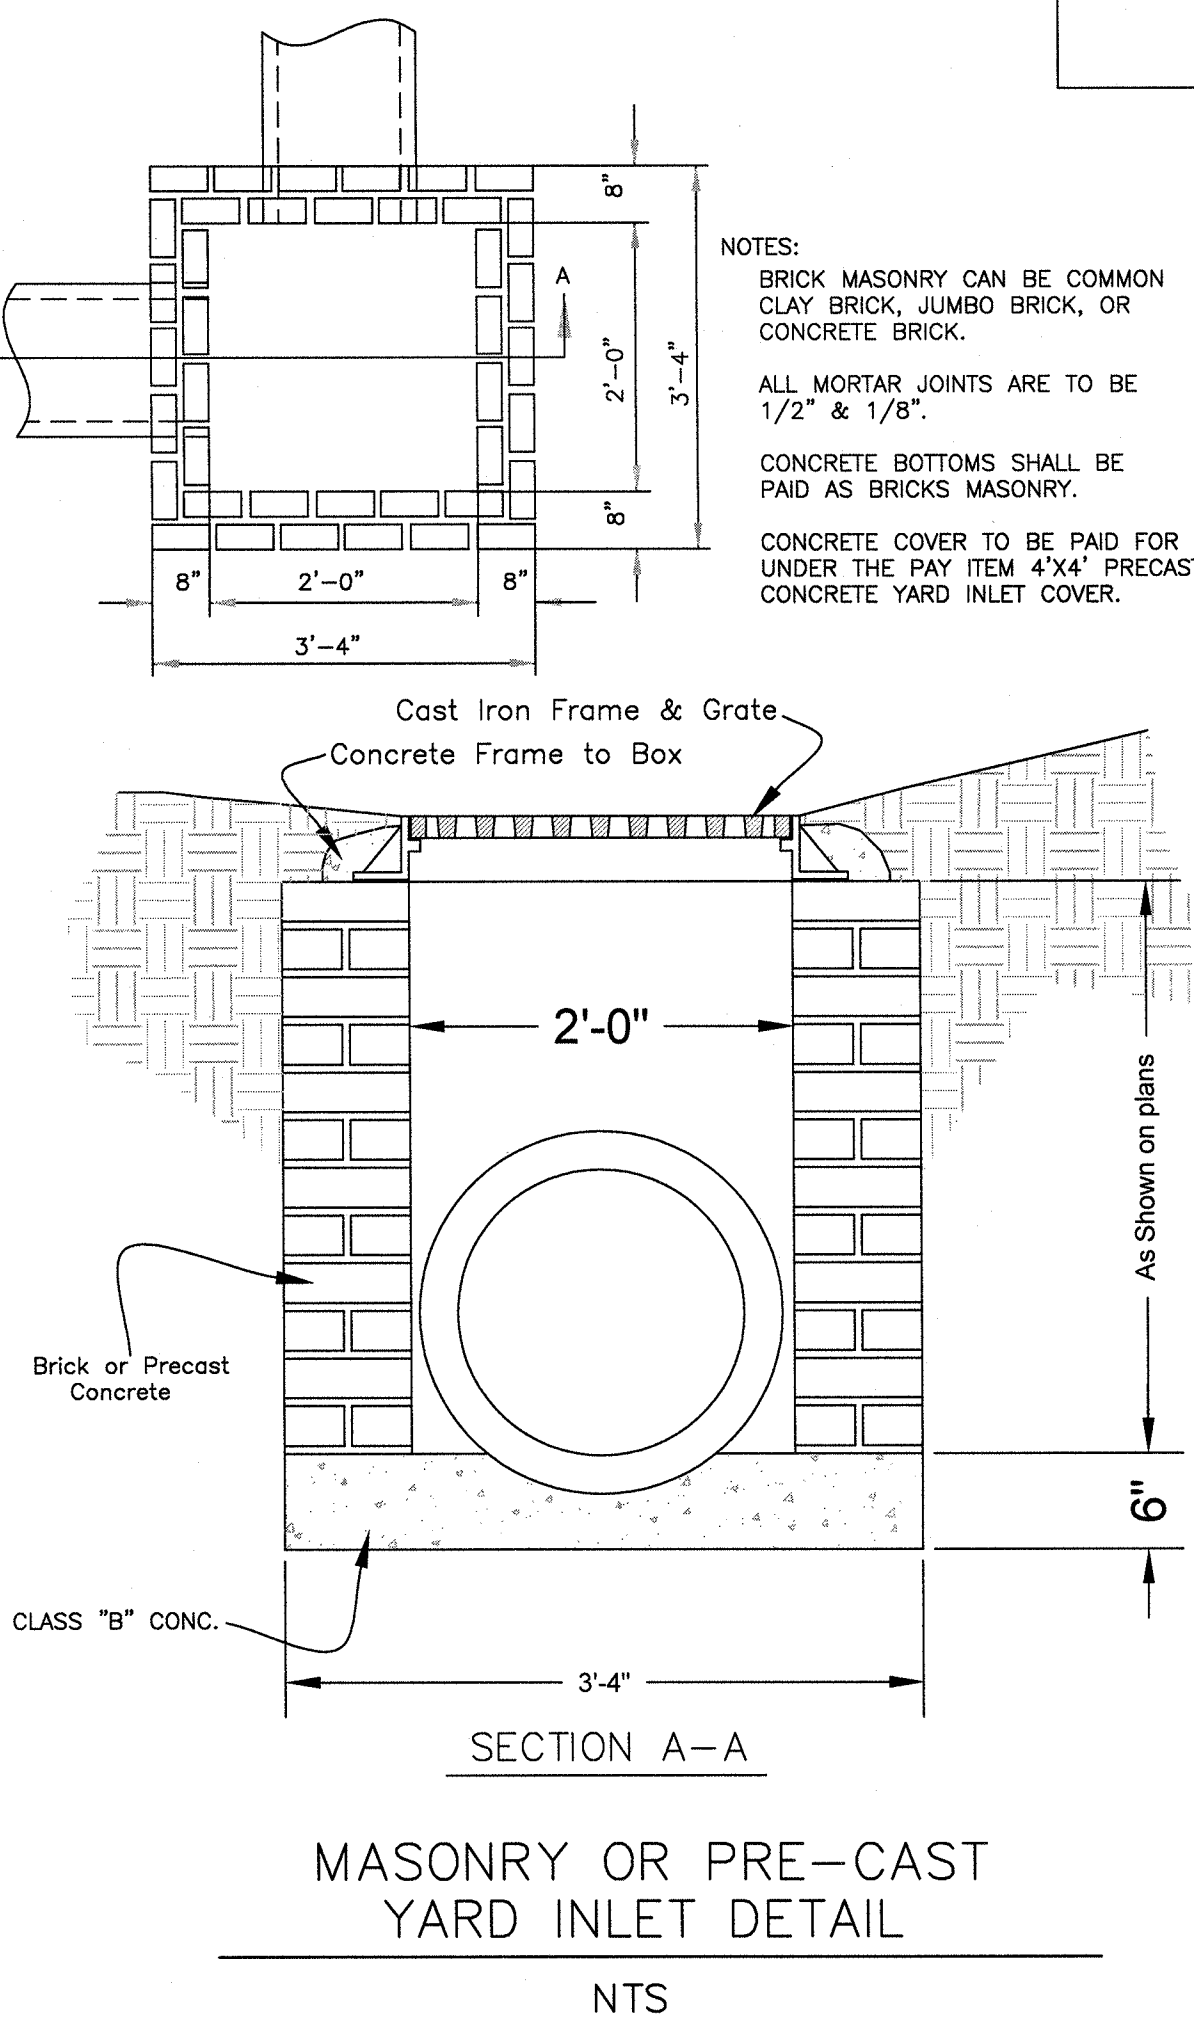 8"
A
2'-0"
3'-4"
8"
8"
2'-0"
8"
3'-4"
NOTES:
BRICK MASONRY CAN BE COMMON
CLAY BRICK, JUMBO BRICK, OR
CONCRETE BRICK.
ALL MORTAR JOINTS ARE TO BE
1/2" & 1/8".
CONCRETE BOTTOMS SHALL BE
PAID AS BRICKS MASONRY.
CONCRETE COVER TO BE PAID FOR
UNDER THE PAY ITEM 4'X4' PRECAST
CONCRETE YARD INLET COVER.
Cast Iron Frame & Grate
Concrete Frame to Box
2'-0"
As Shown on plans
Brick or Precast
Concrete
6"
CLASS "B" CONC.
3'-4"
SECTION A-A
MASONRY OR PRE-CAST
YARD INLET DETAIL
NTS